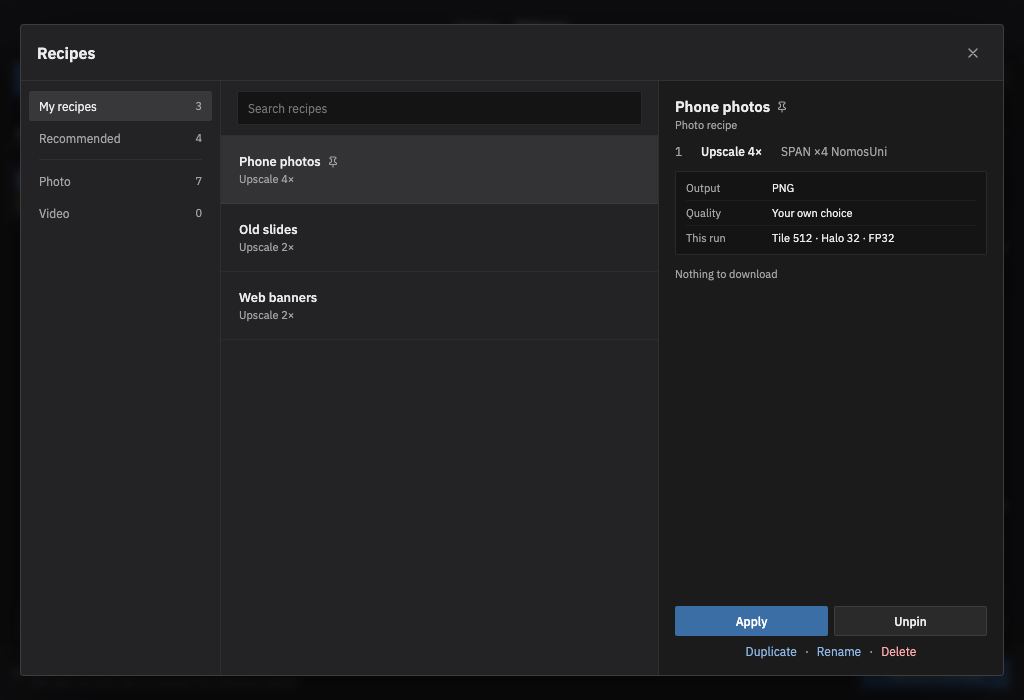 Recipes
My recipes 3
Recommended 4
Photo 7
Video 0
Search recipes
Phone photos
Upscale 4×
Old slides
Upscale 2×
Web banners
Upscale 2×
Phone photos
Photo recipe
1 Upscale 4× SPAN ×4 NomosUni
Output PNG
Quality Your own choice
This run Tile 512 · Halo 32 · FP32
Nothing to download
Apply Unpin
Duplicate · Rename · Delete